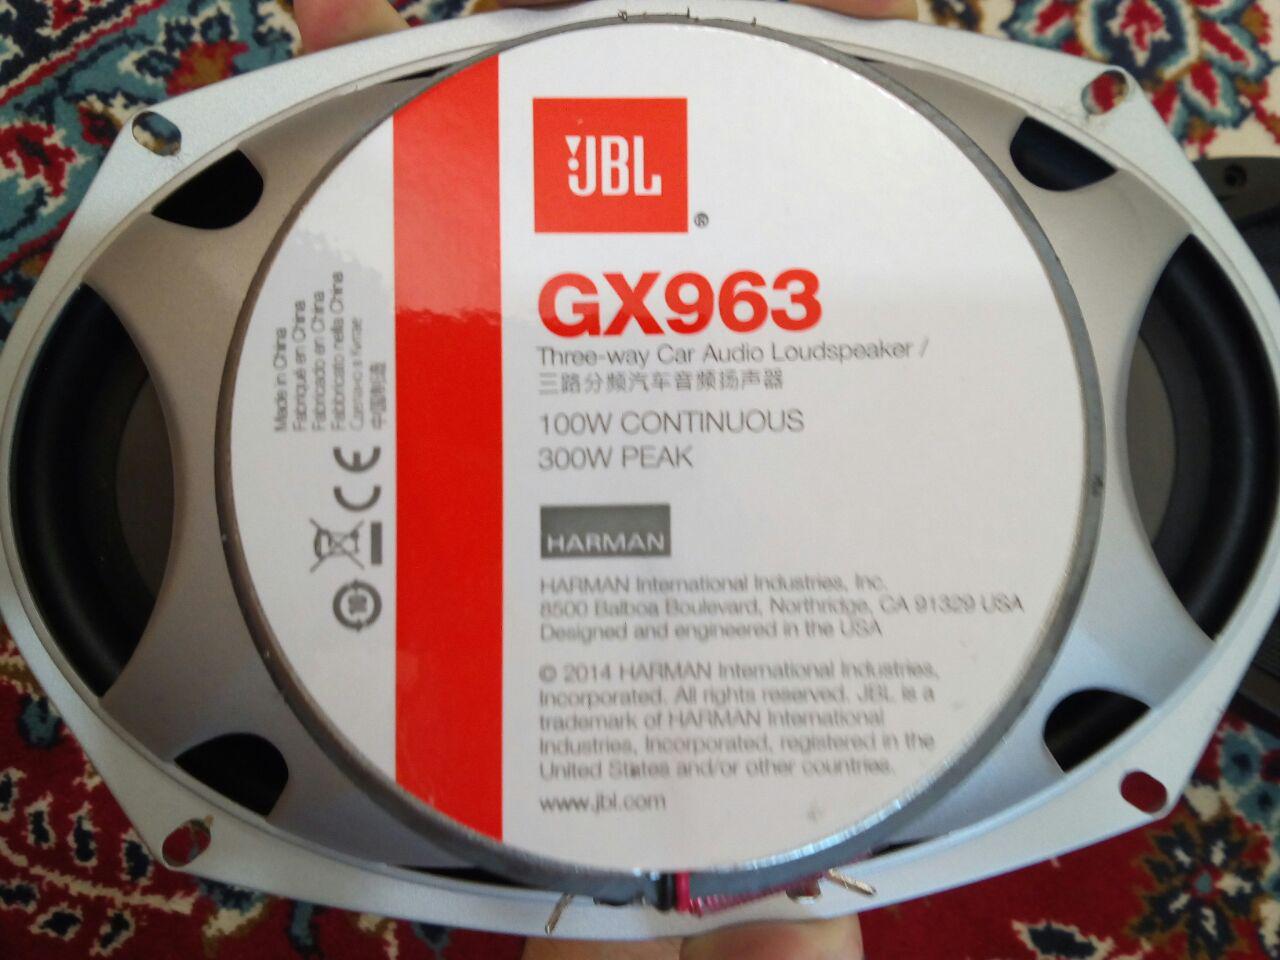 JBL
®
GX963
Three-way Car Audio Loudspeaker /
三路分频汽车音频扬声器
100W CONTINUOUS
300W PEAK
HARMAN
HARMAN International Industries, Inc.
8500 Balboa Boulevard, Northridge, CA 91329 USA
Designed and engineered in the USA
© 2014 HARMAN International Industries,
Incorporated. All rights reserved. JBL is a
trademark of HARMAN International
Industries, Incorporated, registered in the
United States and/or other countries.
www.jbl.com
Made in China
Fabriqué en China
Fabricado en China
Fabbricato nella China
Сделано в Китае
中国制造
CE
10